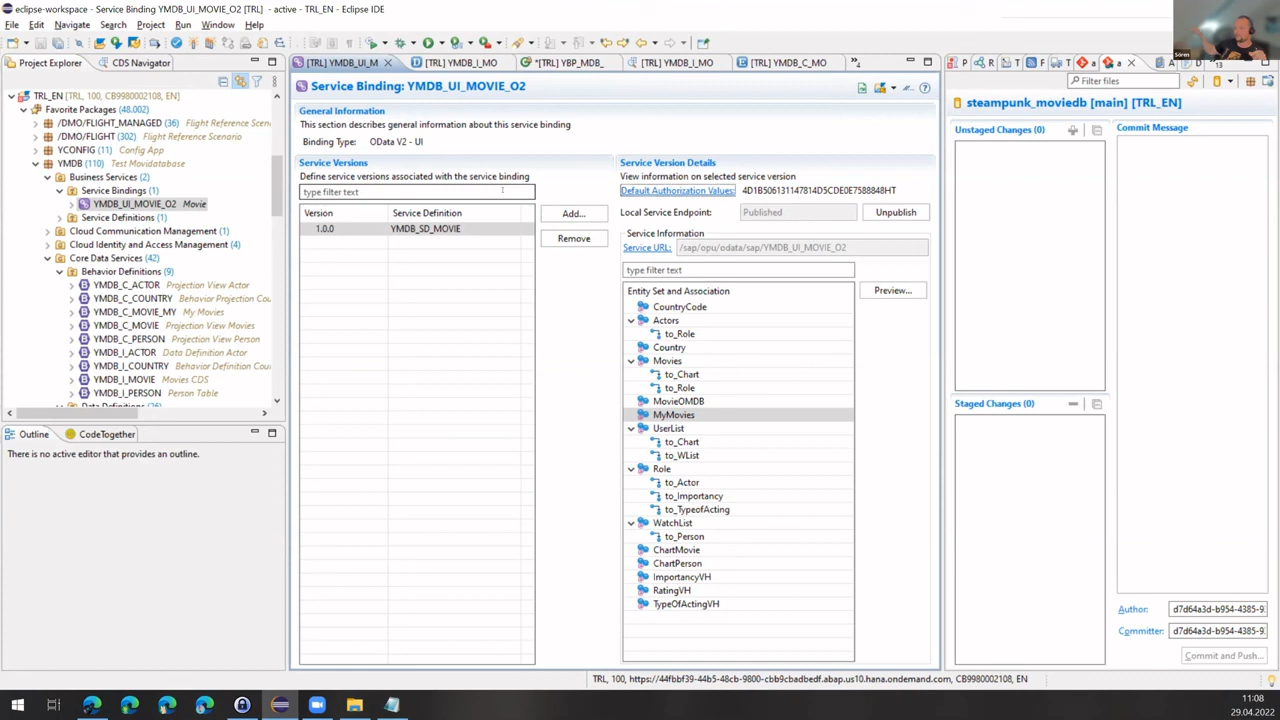 eclipse-workspace - Service Binding YMDB_UI_MOVIE_O2 [TRL] - active - TRL_EN - Eclipse IDE
File Edit Navigate Search Project Run Window Help
Project Explorer
CDS Navigator
TRL_EN (TRL, 100, CB9980002108, EN)
Favorite Packages (48.002)
/DMO/FLIGHT_MANAGED (36) Flight Reference Scena
/DMO/FLIGHT (302) Flight Reference Scenario
YCONFIG (11) Config App
YMDB (110) Test Movidatabase
Business Services (2)
Service Bindings (1)
YMDB_UI_MOVIE_O2 Movie
Service Definitions (1)
Cloud Communication Management (1)
Cloud Identity and Access Management (4)
Core Data Services (42)
Behavior Definitions (9)
YMDB_C_ACTOR Projection View Actor
YMDB_C_COUNTRY Behavior Projection Cou
YMDB_C_MOVIE_MY My Movies
YMDB_C_MOVIE Projection View Movies
YMDB_C_PERSON Projection View Person
YMDB_I_ACTOR Data Definition Actor
YMDB_I_COUNTRY Behavior Definition Cou
YMDB_I_MOVIE Movies CDS
YMDB_I_PERSON Person Table
Outline
CodeTogether
There is no active editor that provides an outline.
[TRL] YMDB_UI_M
[TRL] YMDB_I_MO
*[TRL] YBP_MDB_
[TRL] YMDB_I_MO
[TRL] YMDB_C_MO
Service Binding: YMDB_UI_MOVIE_O2
General Information
This section describes general information about this service binding
Binding Type: OData V2 - UI
Service Versions
Define service versions associated with the service binding
type filter text
Version Service Definition
1.0.0 YMDB_SD_MOVIE
Add...
Remove
Service Version Details
View information on selected service version
Default Authorization Values: 4D1B506131147814D5CDE0E7588848HT
Local Service Endpoint: Published Unpublish
Service Information
Service URL: /sap/opu/odata/sap/YMDB_UI_MOVIE_O2
type filter text
Entity Set and Association
Preview...
CountryCode
Actors
to_Role
Country
Movies
to_Chart
to_Role
MovieOMDB
MyMovies
UserList
to_Chart
to_WList
Role
to_Actor
to_Importancy
to_TypeofActing
WatchList
to_Person
ChartMovie
ChartPerson
ImportancyVH
RatingVH
TypeOfActingVH
Filter files
steampunk_moviedb [main] [TRL_EN]
Unstaged Changes (0)
Commit Message
Staged Changes (0)
Author: d7d64a3d-b954-4385-9
Committer: d7d64a3d-b954-4385-9
Commit and Push...
TRL, 100, https://44fbbf39-44b5-48cb-9800-cbb9cbadbedf.abap.us10.hana.ondemand.com, CB9980002108, EN
11:08
29.04.2022